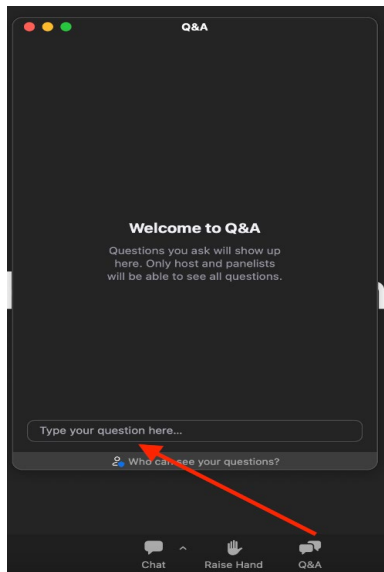 Q&A
Welcome to Q&A
Questions you ask will show up
here. Only host and panelists
will be able to see all questions.
Type your question here...
Who can see your questions?
Chat
Raise Hand
Q&A